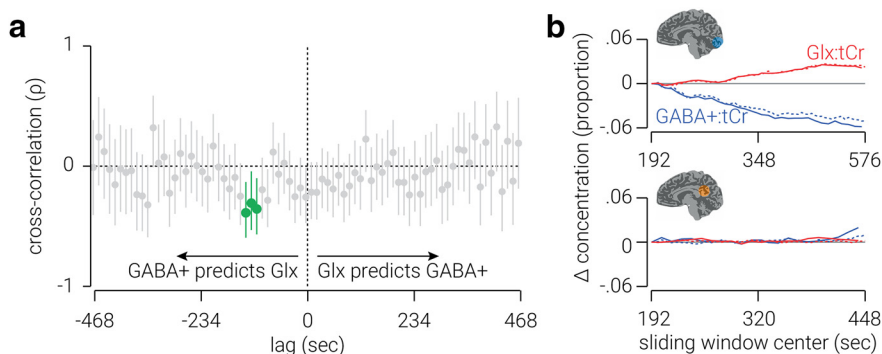 a
cross-correlation (ρ)
1
0
-1
GABA+ predicts Glx
Glx predicts GABA+
-468
-234
0
234
468
lag (sec)
b
Δ concentration (proportion)
.06
0
-.06
Glx:tCr
GABA+:tCr
192
348
576
.06
0
-.06
192
320
448
sliding window center (sec)